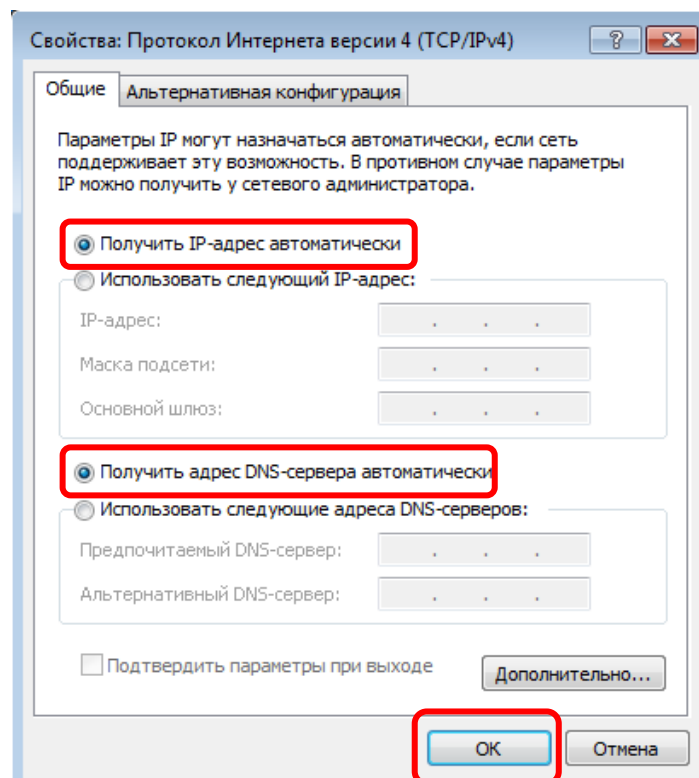 Свойства: Протокол Интернета версии 4 (TCP/IPv4)
Общие
Альтернативная конфигурация
Параметры IP могут назначаться автоматически, если сеть
поддерживает эту возможность. В противном случае параметры
IP можно получить у сетевого администратора.
Получить IP-адрес автоматически
Использовать следующий IP-адрес:
IP-адрес:
Маска подсети:
Основной шлюз:
Получить адрес DNS-сервера автоматически
Использовать следующие адреса DNS-серверов:
Предпочитаемый DNS-сервер:
Альтернативный DNS-сервер:
Подтвердить параметры при выходе
Дополнительно...
ОК
Отмена